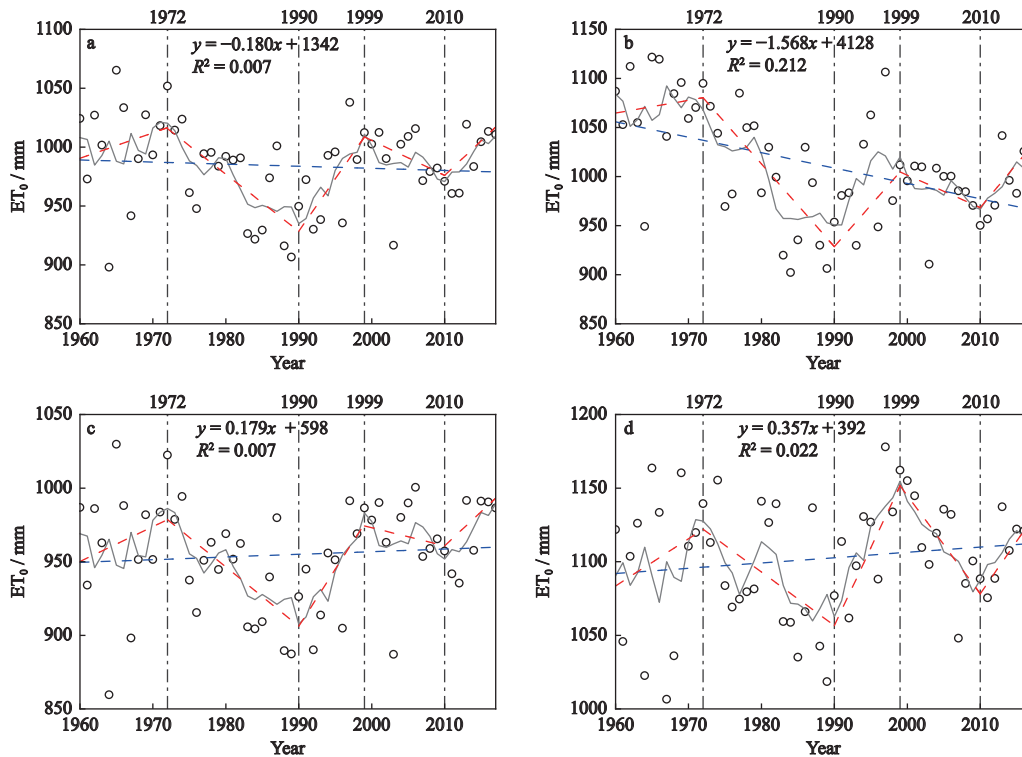 1972 1990 1999 2010
1100
1050
1000
950
900
850
ET₀ / mm
a
y = −0.180x + 1342
R² = 0.007
1960 1970 1980 1990 2000 2010
Year
1972 1990 1999 2010
1150
1100
1050
1000
950
900
850
ET₀ / mm
b
y = −1.568x + 4128
R² = 0.212
1960 1970 1980 1990 2000 2010
Year
1972 1990 1999 2010
1050
1000
950
900
850
ET₀ / mm
c
y = 0.179x + 598
R² = 0.007
1960 1970 1980 1990 2000 2010
Year
1972 1990 1999 2010
1200
1150
1100
1050
1000
ET₀ / mm
d
y = 0.357x + 392
R² = 0.022
1960 1970 1980 1990 2000 2010
Year